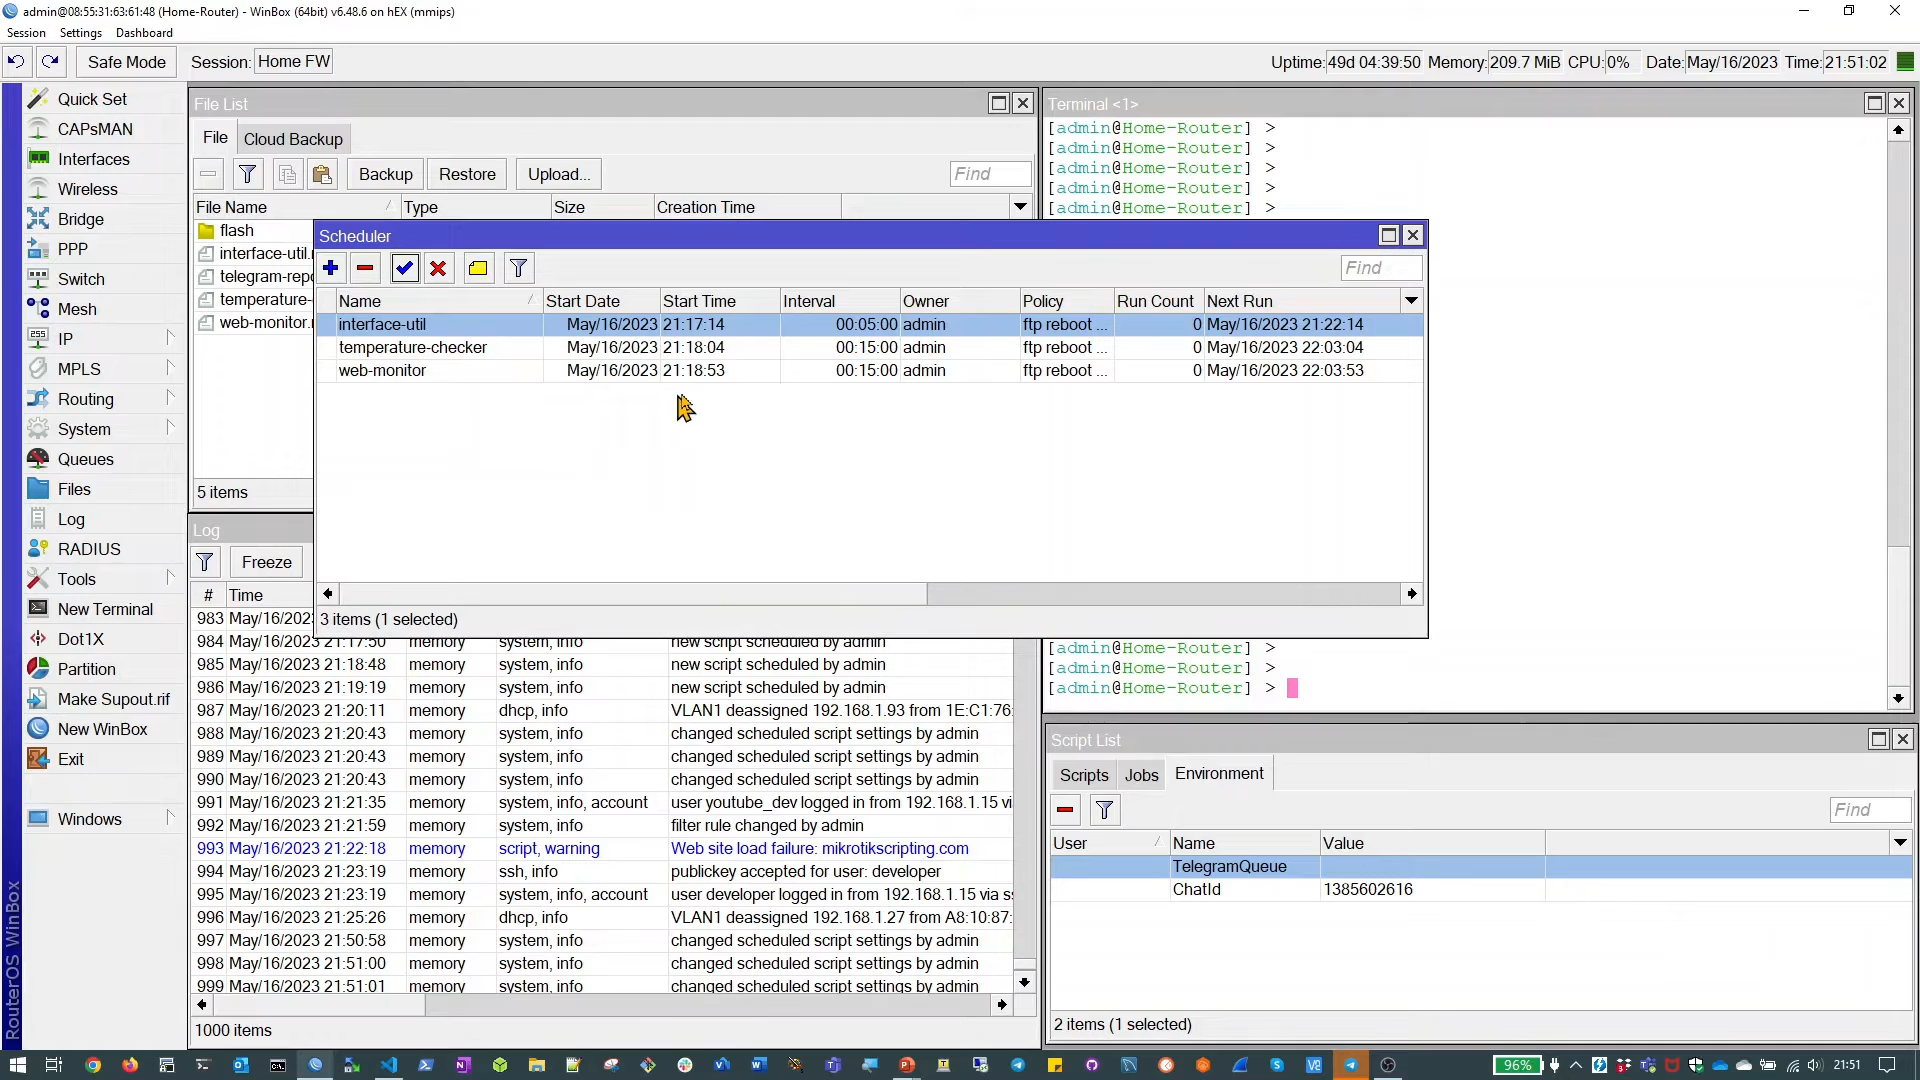 admin@08:55:31:63:61:48 (Home-Router) - WinBox (64bit) v6.48.6 on hEX (mmips)
Session Settings Dashboard
Safe Mode Session: Home FW Uptime: 49d 04:39:50 Memory: 209.7 MiB CPU: 0% Date: May/16/2023 Time: 21:51:02
Quick Set
CAPsMAN
Interfaces
Wireless
Bridge
PPP
Switch
Mesh
IP
MPLS
Routing
System
Queues
Files
Log
RADIUS
Tools
New Terminal
Dot1X
Partition
Make Supout.rif
New WinBox
Exit
Windows
RouterOS WinBox
File List
File Cloud Backup
Backup Restore Upload... Find
File Name Type Size Creation Time
flash
interface-util.
telegram-rep
temperature-
web-monitor.
5 items
Scheduler
Find
Name Start Date Start Time Interval Owner Policy Run Count Next Run
interface-util May/16/2023 21:17:14 00:05:00 admin ftp reboot ... 0 May/16/2023 21:22:14
temperature-checker May/16/2023 21:18:04 00:15:00 admin ftp reboot ... 0 May/16/2023 22:03:04
web-monitor May/16/2023 21:18:53 00:15:00 admin ftp reboot ... 0 May/16/2023 22:03:53
3 items (1 selected)
Log
Freeze
# Time
983 May/16/2023
984 May/16/2023 21:17:50 memory system, info new script scheduled by admin
985 May/16/2023 21:18:48 memory system, info new script scheduled by admin
986 May/16/2023 21:19:19 memory system, info new script scheduled by admin
987 May/16/2023 21:20:11 memory dhcp, info VLAN1 deassigned 192.168.1.93 from 1E:C1:76:
988 May/16/2023 21:20:43 memory system, info changed scheduled script settings by admin
989 May/16/2023 21:20:43 memory system, info changed scheduled script settings by admin
990 May/16/2023 21:20:43 memory system, info changed scheduled script settings by admin
991 May/16/2023 21:21:35 memory system, info, account user youtube_dev logged in from 192.168.1.15 vi
992 May/16/2023 21:21:59 memory system, info filter rule changed by admin
993 May/16/2023 21:22:18 memory script, warning Web site load failure: mikrotikscripting.com
994 May/16/2023 21:23:19 memory ssh, info publickey accepted for user: developer
995 May/16/2023 21:23:19 memory system, info, account user developer logged in from 192.168.1.15 via s
996 May/16/2023 21:25:26 memory dhcp, info VLAN1 deassigned 192.168.1.27 from A8:10:87:
997 May/16/2023 21:50:58 memory system, info changed scheduled script settings by admin
998 May/16/2023 21:51:00 memory system, info changed scheduled script settings by admin
999 May/16/2023 21:51:01 memory system, info changed scheduled script settings by admin
1000 items
Terminal <1>
[admin@Home-Router] >
[admin@Home-Router] >
[admin@Home-Router] >
[admin@Home-Router] >
[admin@Home-Router] >
[admin@Home-Router] >
[admin@Home-Router] >
[admin@Home-Router] >
Script List
Scripts Jobs Environment
Find
User Name Value
TelegramQueue
ChatId 1385602616
2 items (1 selected)
96% 21:51